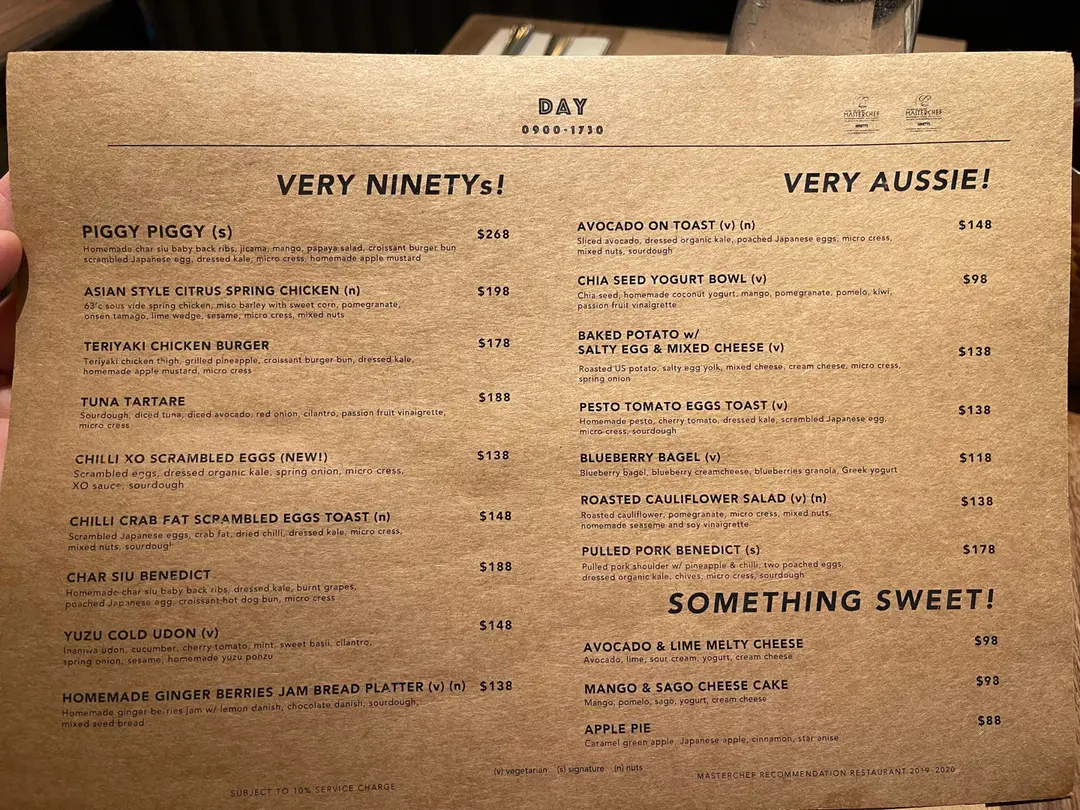 DAY
0900-1730
MASTERCHEF
MASTERCHEF
VERY NINETYs!
PIGGY PIGGY (s) $268
Homemade char siu baby back ribs, jicama, mango, papaya salad, croissant burger bun
scrambled Japanese egg, dressed kale, micro cress, homemade apple mustard
ASIAN STYLE CITRUS SPRING CHICKEN (n) $198
63'c sous vide spring chicken, miso barley with sweet corn, pomegranate,
onsen tamago, lime wedge, sesame, micro cress, mixed nuts
TERIYAKI CHICKEN BURGER $178
Teriyaki chicken thigh, grilled pineapple, croissant burger bun, dressed kale,
homemade apple mustard, micro cress
TUNA TARTARE $188
Sourdough, diced tuna, diced avocado, red onion, cilantro, passion fruit vinaigrette,
micro cress
CHILLI XO SCRAMBLED EGGS (NEW!) $138
Scrambled eggs, dressed organic kale, spring onion, micro cress,
XO sauce, sourdough
CHILLI CRAB FAT SCRAMBLED EGGS TOAST (n) $148
Scrambled Japanese eggs, crab fat, dried chilli, dressed kale, micro cress,
mixed nuts, sourdough
CHAR SIU BENEDICT $188
Homemade char siu baby back ribs, dressed kale, burnt grapes,
poached Japanese egg, croissant hot dog bun, micro cress
YUZU COLD UDON (v) $148
Inaniwa udon, cucumber, cherry tomato, mint, sweet basil, cilantro,
spring onion, sesame, homemade yuzu ponzu
HOMEMADE GINGER BERRIES JAM BREAD PLATTER (v) (n) $138
Homemade ginger berries jam w/ lemon danish, chocolate danish, sourdough,
mixed seed bread
VERY AUSSIE!
AVOCADO ON TOAST (v) (n) $148
Sliced avocado, dressed organic kale, poached Japanese eggs, micro cress,
mixed nuts, sourdough
CHIA SEED YOGURT BOWL (v) $98
Chia seed, homemade coconut yogurt, mango, pomegranate, pomelo, kiwi,
passion fruit vinaigrette
BAKED POTATO w/
SALTY EGG & MIXED CHEESE (v) $138
Roasted US potato, salty egg yolk, mixed cheese, cream cheese, micro cress,
spring onion
PESTO TOMATO EGGS TOAST (v) $138
Homemade pesto, cherry tomato, dressed kale, scrambled Japanese egg,
micro cress, sourdough
BLUEBERRY BAGEL (v) $118
Blueberry bagel, blueberry creamcheese, blueberries granola, Greek yogurt
ROASTED CAULIFLOWER SALAD (v) (n) $138
Roasted cauliflower, pomegranate, micro cress, mixed nuts,
homemade seaseme and soy vinaigrette
PULLED PORK BENEDICT (s) $178
Pulled pork shoulder w/ pineapple & chilli, two poached eggs,
dressed organic kale, chives, micro cress, sourdough
SOMETHING SWEET!
AVOCADO & LIME MELTY CHEESE $98
Avocado, lime, sour cream, yogurt, cream cheese
MANGO & SAGO CHEESE CAKE $98
Mango, pomelo, sago, yogurt, cream cheese
APPLE PIE $88
Caramel green apple, Japanese apple, cinnamon, star anise
(v) vegetarian (s) signature (n) nuts
SUBJECT TO 10% SERVICE CHARGE
MASTERCHEF RECOMMENDATION RESTAURANT 2019-2020